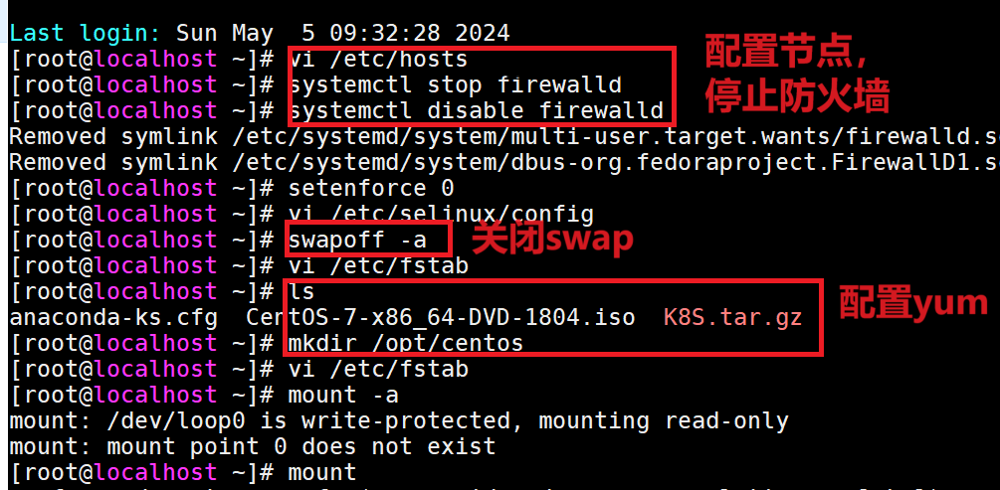 Last login: Sun May  5 09:32:28 2024
[root@localhost ~]# vi /etc/hosts
[root@localhost ~]# systemctl stop firewalld
[root@localhost ~]# systemctl disable firewalld
配置节点,
停止防火墙
Removed symlink /etc/systemd/system/multi-user.target.wants/firewalld.s
Removed symlink /etc/systemd/system/dbus-org.fedoraproject.FirewallD1.s
[root@localhost ~]# setenforce 0
[root@localhost ~]# vi /etc/selinux/config
[root@localhost ~]# swapoff -a
关闭swap
[root@localhost ~]# vi /etc/fstab
[root@localhost ~]# ls
anaconda-ks.cfg  CentOS-7-x86_64-DVD-1804.iso  K8S.tar.gz
配置yum
[root@localhost ~]# mkdir /opt/centos
[root@localhost ~]# vi /etc/fstab
[root@localhost ~]# mount -a
mount: /dev/loop0 is write-protected, mounting read-only
mount: mount point 0 does not exist
[root@localhost ~]# mount